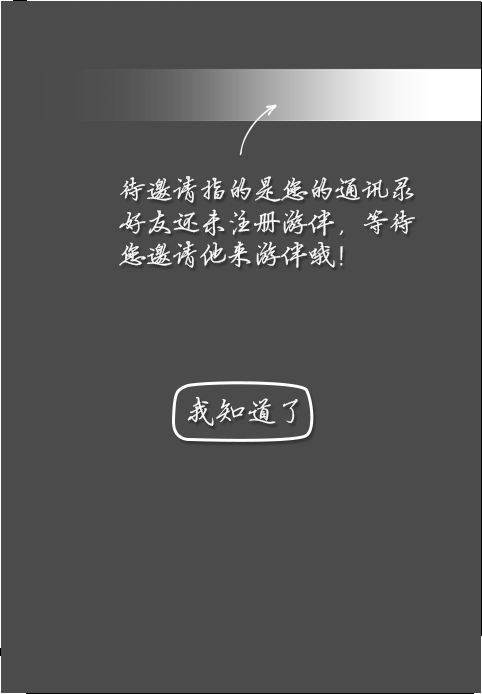 待邀请指的是您的通讯录
好友还未注册游伴，等待
您邀请他来游伴哦！
我知道了